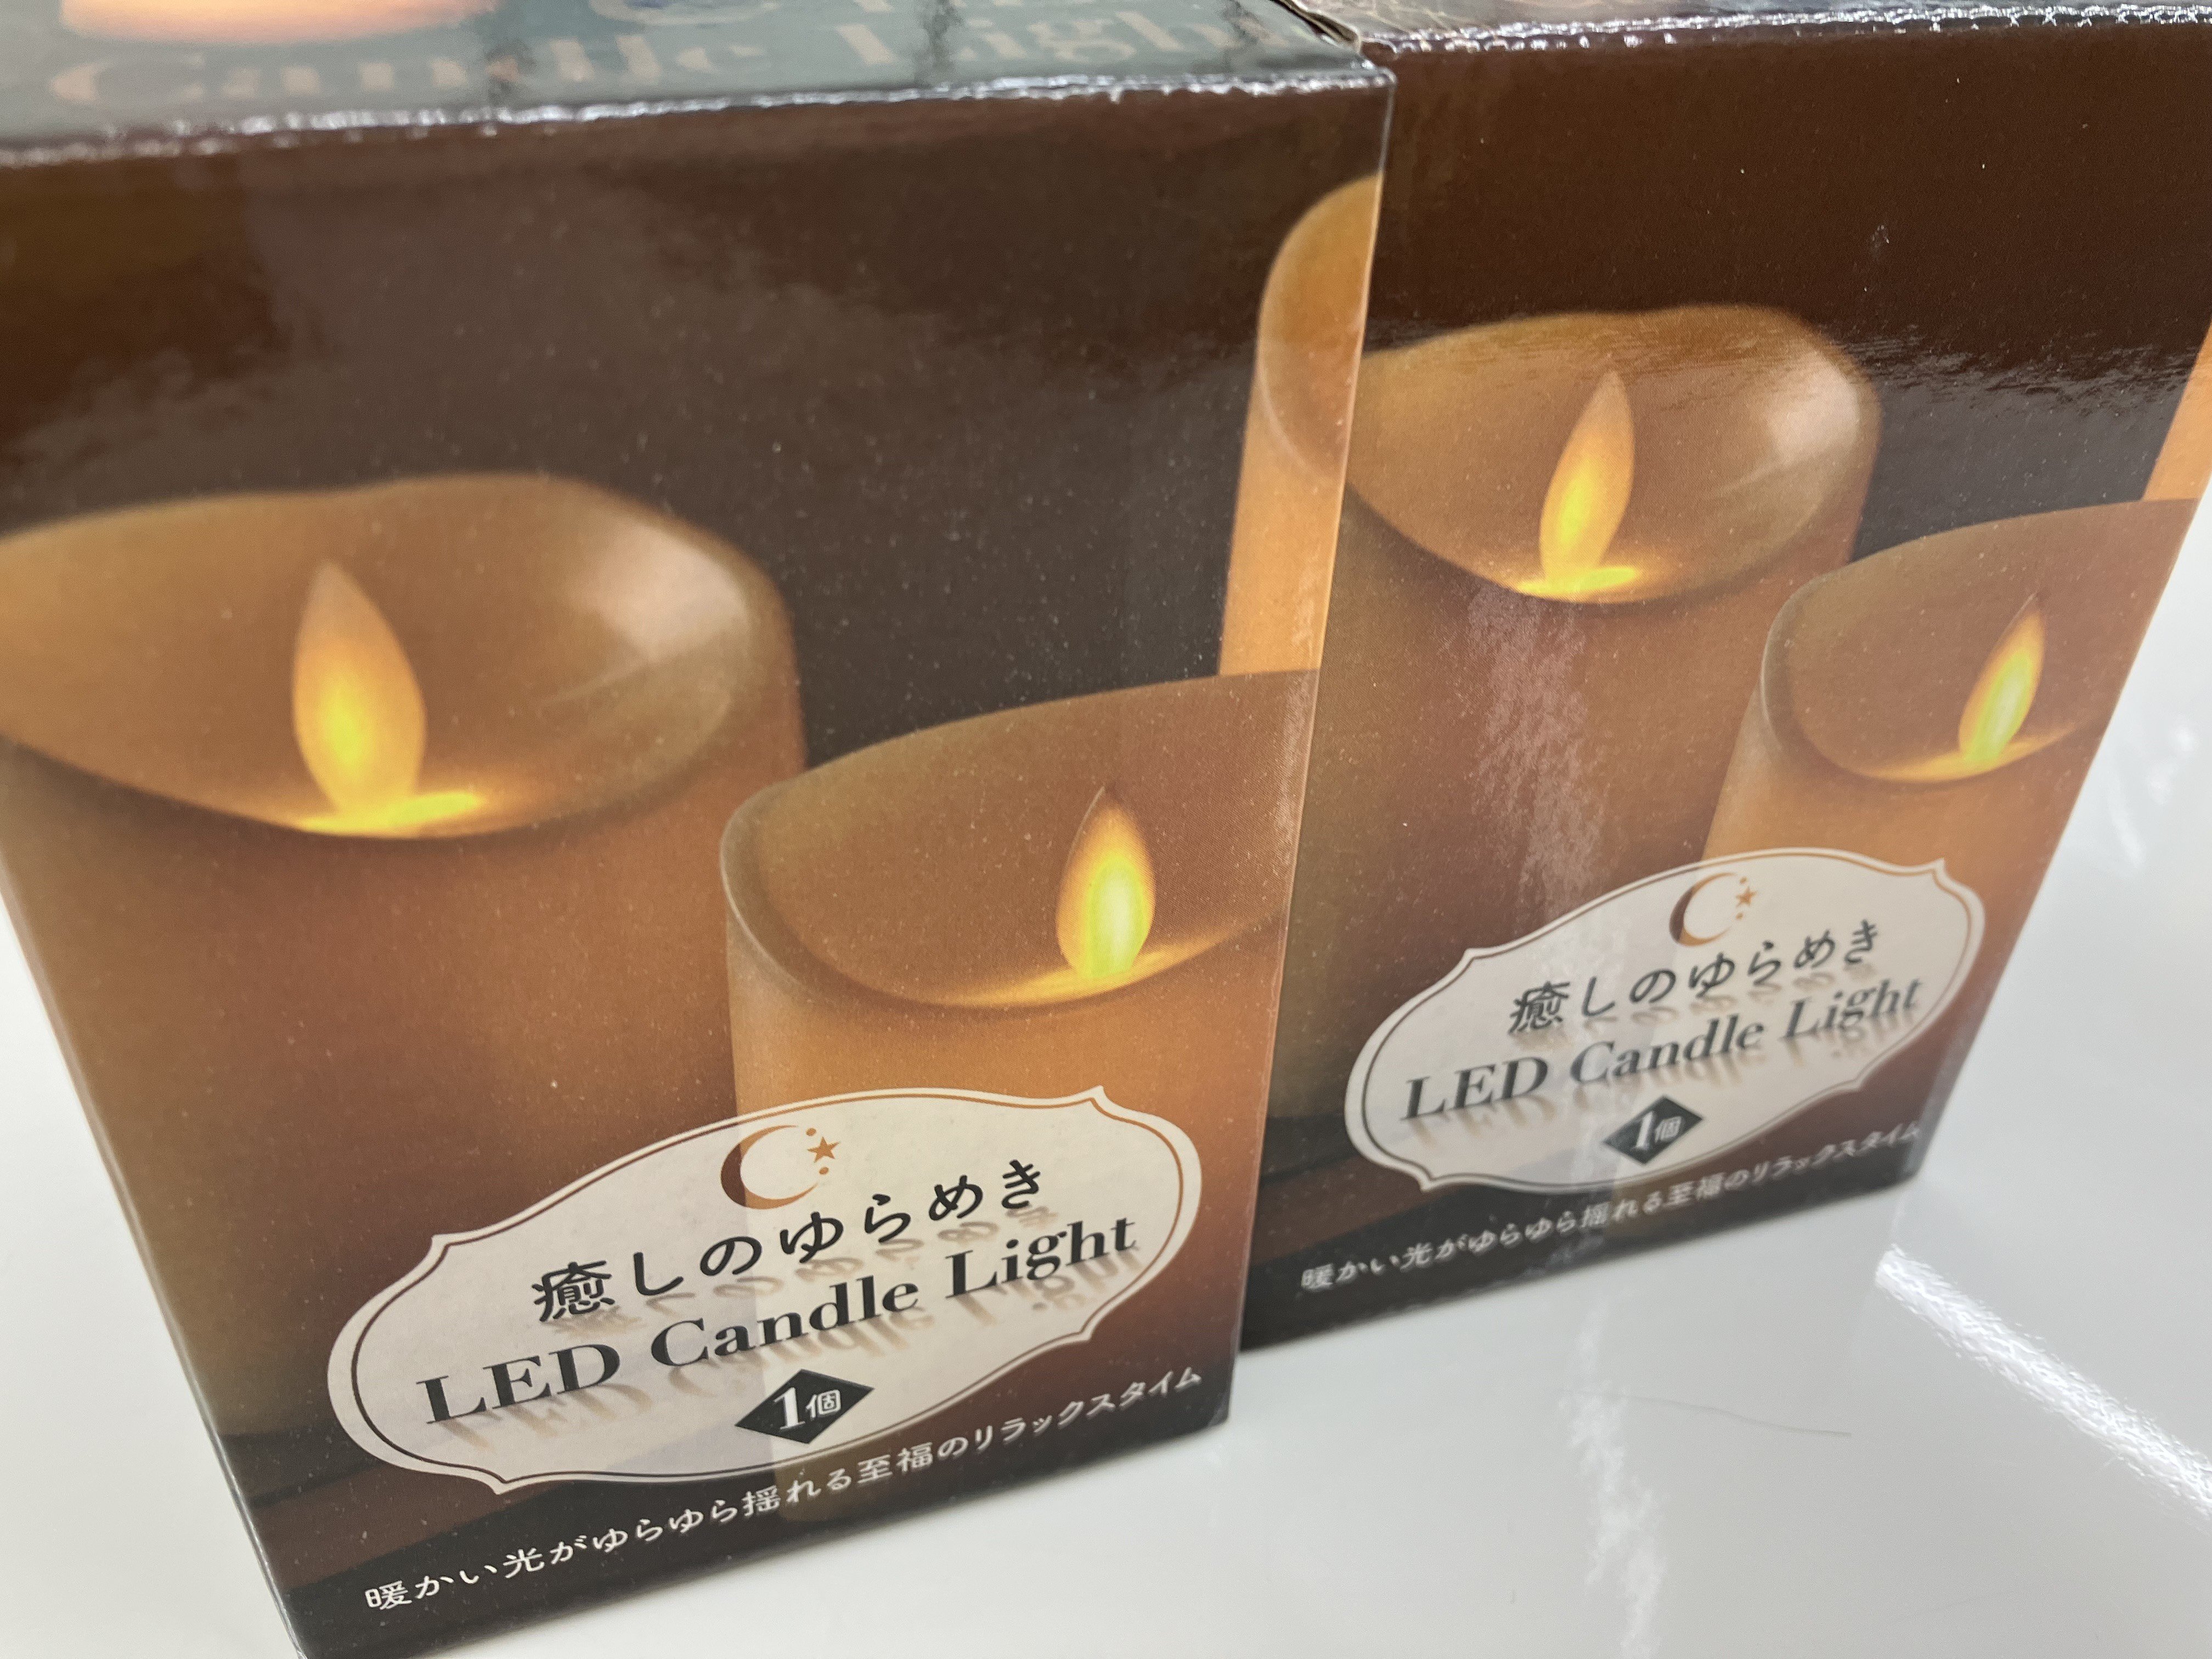 Candle Light
癒しのゆらめき
LED Candle Light
1個
暖かい光がゆらゆら揺れる至福のリラックスタイム
癒しのゆらめき
LED Candle Light
1個
暖かい光がゆらゆら揺れる至福のリラックスタイム